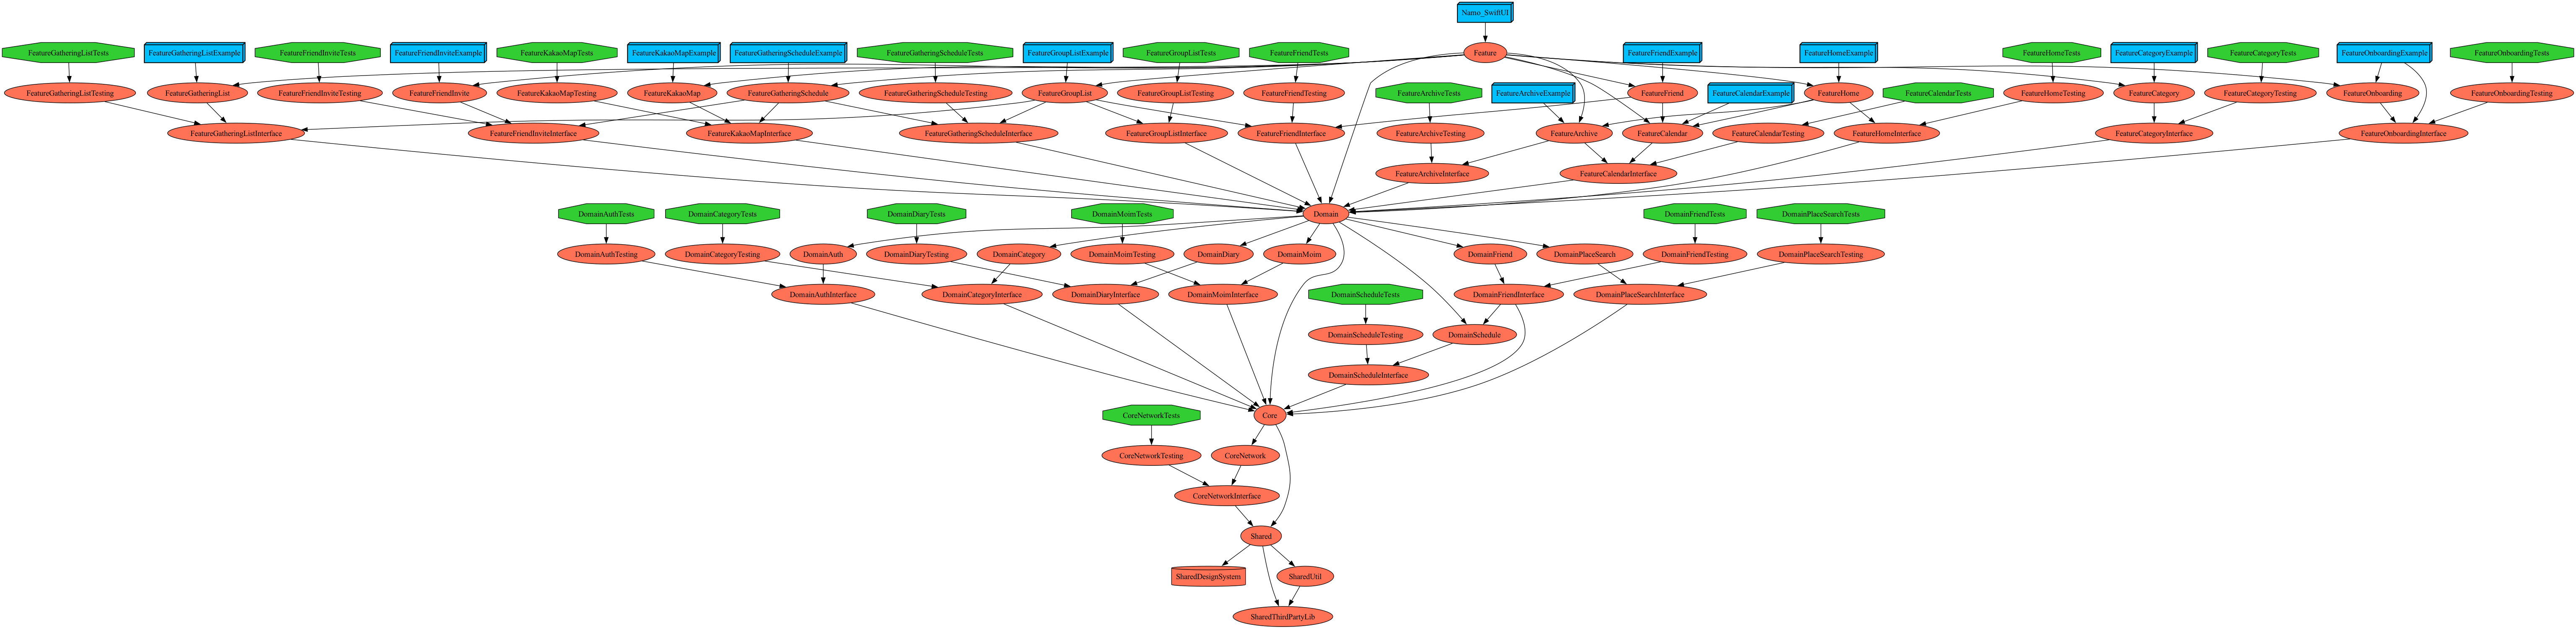 Namo_SwiftUI
FeatureGatheringListTests
FeatureGatheringListExample
FeatureFriendInviteTests
FeatureFriendInviteExample
FeatureKakaoMapTests
FeatureKakaoMapExample
FeatureGatheringScheduleExample
FeatureGatheringScheduleTests
FeatureGroupListExample
FeatureGroupListTests
FeatureFriendTests
Feature
FeatureFriendExample
FeatureHomeExample
FeatureHomeTests
FeatureCategoryExample
FeatureCategoryTests
FeatureOnboardingExample
FeatureOnboardingTests
FeatureGatheringListTesting
FeatureGatheringList
FeatureFriendInviteTesting
FeatureFriendInvite
FeatureKakaoMapTesting
FeatureKakaoMap
FeatureGatheringSchedule
FeatureGatheringScheduleTesting
FeatureGroupList
FeatureGroupListTesting
FeatureFriendTesting
FeatureArchiveTests
FeatureArchiveExample
FeatureFriend
FeatureCalendarExample
FeatureHome
FeatureCalendarTests
FeatureHomeTesting
FeatureCategory
FeatureCategoryTesting
FeatureOnboarding
FeatureOnboardingTesting
FeatureGatheringListInterface
FeatureFriendInviteInterface
FeatureKakaoMapInterface
FeatureGatheringScheduleInterface
FeatureGroupListInterface
FeatureFriendInterface
FeatureArchiveTesting
FeatureArchive
FeatureCalendar
FeatureCalendarTesting
FeatureHomeInterface
FeatureCategoryInterface
FeatureOnboardingInterface
FeatureArchiveInterface
FeatureCalendarInterface
DomainAuthTests
DomainCategoryTests
DomainDiaryTests
DomainMoimTests
Domain
DomainFriendTests
DomainPlaceSearchTests
DomainAuthTesting
DomainCategoryTesting
DomainAuth
DomainDiaryTesting
DomainCategory
DomainMoimTesting
DomainDiary
DomainMoim
DomainFriend
DomainPlaceSearch
DomainFriendTesting
DomainPlaceSearchTesting
DomainAuthInterface
DomainCategoryInterface
DomainDiaryInterface
DomainMoimInterface
DomainScheduleTests
DomainFriendInterface
DomainPlaceSearchInterface
DomainScheduleTesting
DomainSchedule
DomainScheduleInterface
CoreNetworkTests
Core
CoreNetworkTesting
CoreNetwork
CoreNetworkInterface
Shared
SharedDesignSystem
SharedUtil
SharedThirdPartyLib